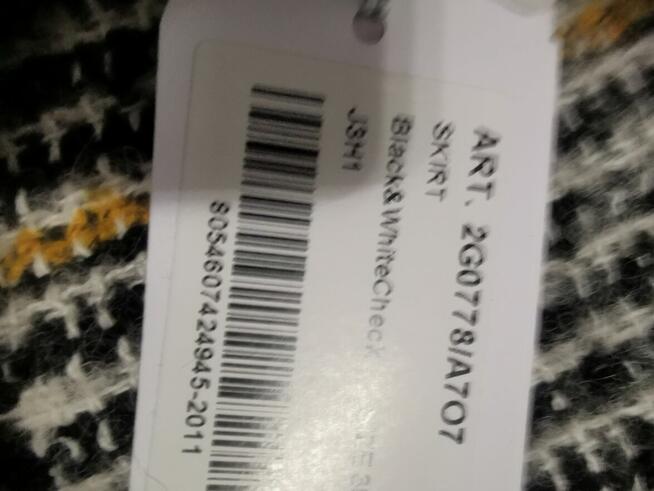 ART. 2G0778/A7O7
SKIRT
Black&WhiteCheck
J3H1
8054607424945-2011